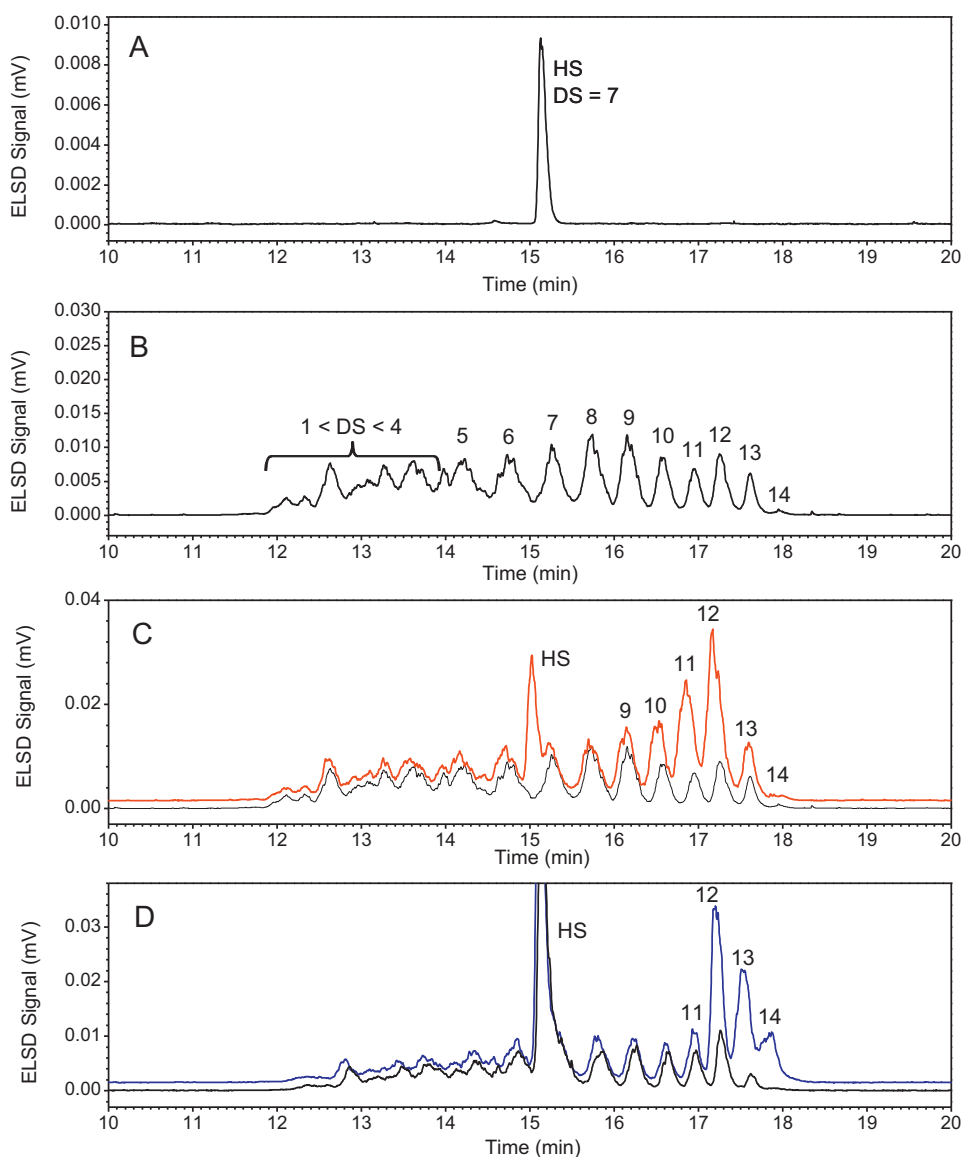 A
HS
DS = 7
ELSD Signal (mV)
0.010
0.008
0.006
0.004
0.002
0.000
10 11 12 13 14 15 16 17 18 19 20
Time (min)
B
1 < DS < 4
5 6 7 8 9 10 11 12 13 14
ELSD Signal (mV)
0.030
0.025
0.020
0.015
0.010
0.005
0.000
10 11 12 13 14 15 16 17 18 19 20
Time (min)
C
HS
9 10 11 12 13 14
ELSD Signal (mV)
0.04
0.02
0.00
10 11 12 13 14 15 16 17 18 19 20
Time (min)
D
HS
11 12 13 14
ELSD Signal (mV)
0.03
0.02
0.01
0.00
10 11 12 13 14 15 16 17 18 19 20
Time (min)